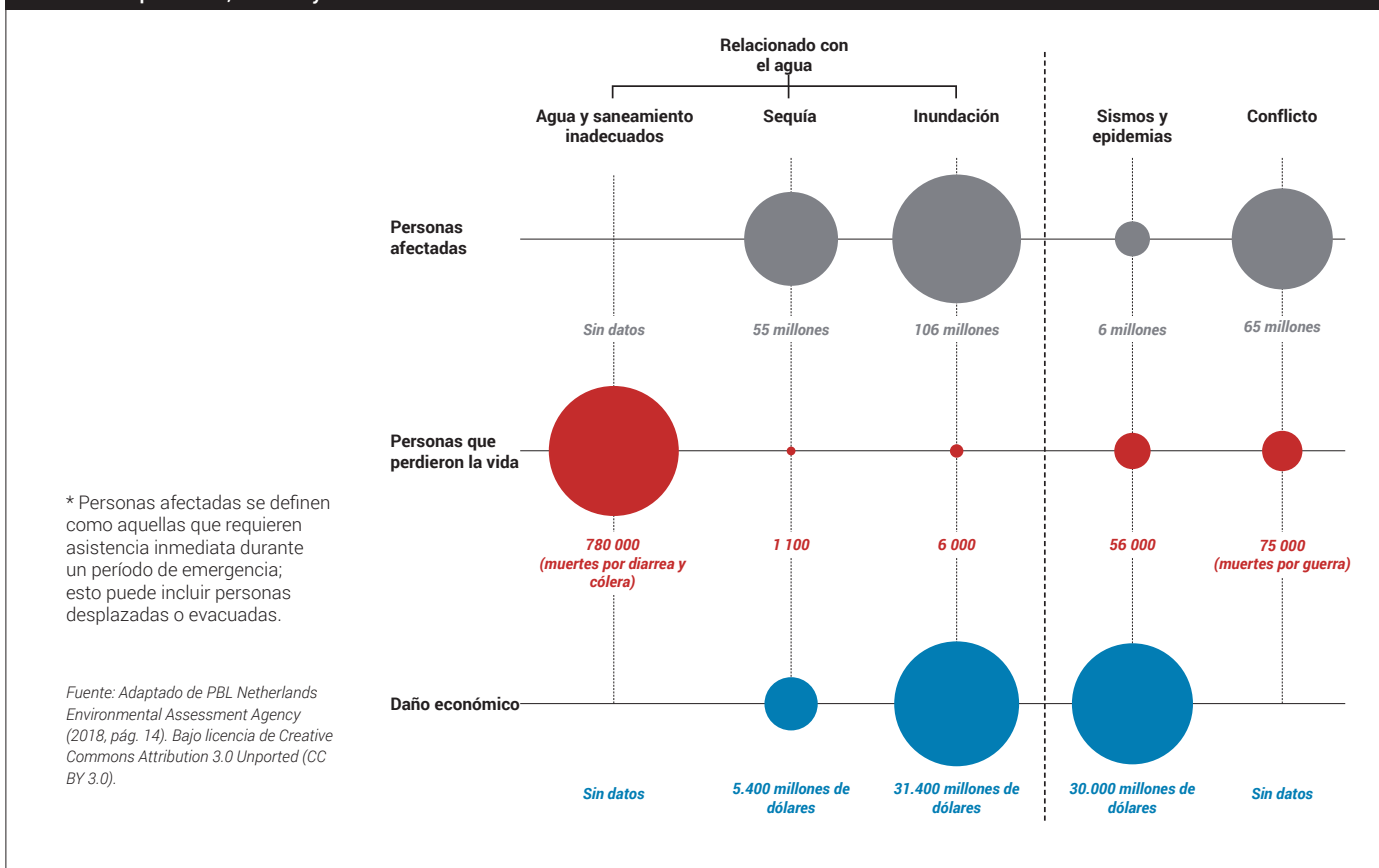 Relacionado con
el agua
Agua y saneamiento
inadecuados
Sequía
Inundación
Sismos y
epidemias
Conflicto
Personas
afectadas
Sin datos
55 millones
106 millones
6 millones
65 millones
Personas que
perdieron la vida
780 000
(muertes por diarrea y
cólera)
1 100
6 000
56 000
75 000
(muertes por guerra)
* Personas afectadas se definen
como aquellas que requieren
asistencia inmediata durante
un período de emergencia;
esto puede incluir personas
desplazadas o evacuadas.
Fuente: Adaptado de PBL Netherlands
Environmental Assessment Agency
(2018, pág. 14). Bajo licencia de Creative
Commons Attribution 3.0 Unported (CC
BY 3.0).
Daño económico
Sin datos
5.400 millones de
dólares
31.400 millones de
dólares
30.000 millones de
dólares
Sin datos